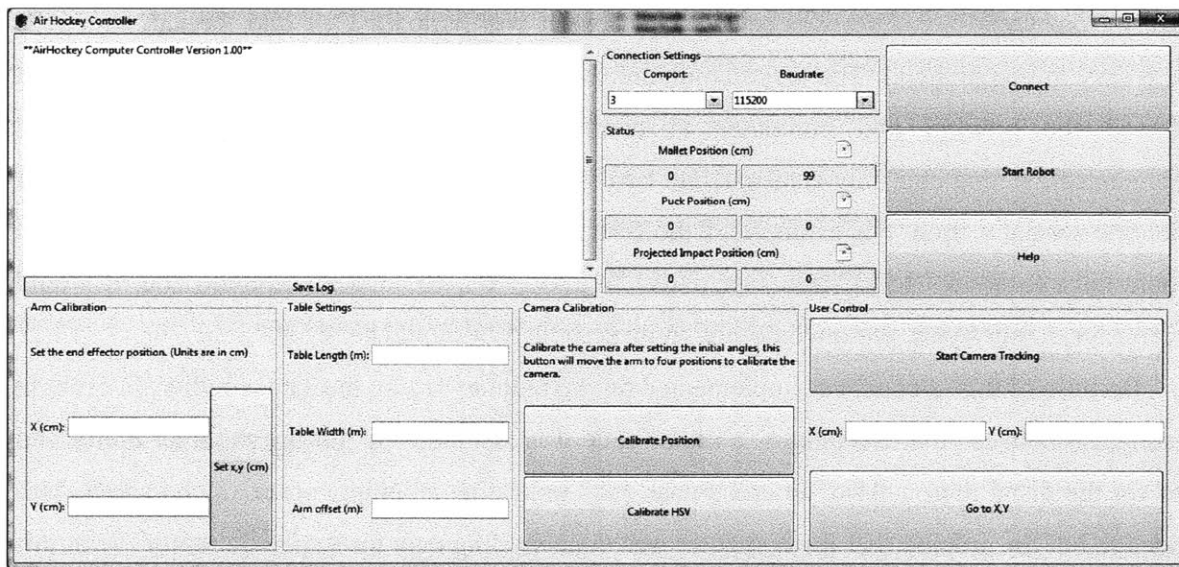 Air Hockey Controller
**AirHockey Computer Controller Version 1.00**
Save Log
Connection Settings
Comport:
Baudrate:
3
115200
Status
Mallet Position (cm)
0
99
Puck Position (cm)
0
0
Projected Impact Position (cm)
0
0
Connect
Start Robot
Help
Arm Calibration
Set the end effector position. (Units are in cm)
X (cm):
Y (cm):
Set x,y (cm)
Table Settings
Table Length (m):
Table Width (m):
Arm offset (m):
Camera Calibration
Calibrate the camera after setting the initial angles, this
button will move the arm to four positions to calibrate the
camera.
Calibrate Position
Calibrate HSV
User Control
Start Camera Tracking
X (cm):
Y (cm):
Go to X,Y